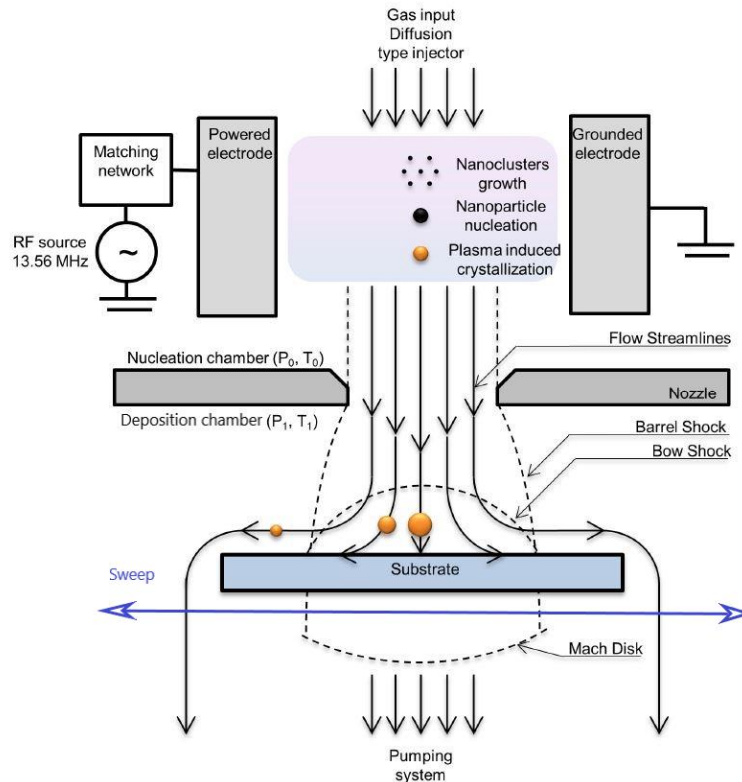 Gas input
Diffusion
type injector
Powered
electrode
Grounded
electrode
Matching
network
Nanoclusters
growth
Nanoparticle
nucleation
RF source
13.56 MHz
~
Plasma induced
crystallization
Flow Streamlines
Nucleation chamber (P₀, T₀)
Nozzle
Deposition chamber (P₁, T₁)
Barrel Shock
Bow Shock
Substrate
Sweep
Mach Disk
Pumping
system